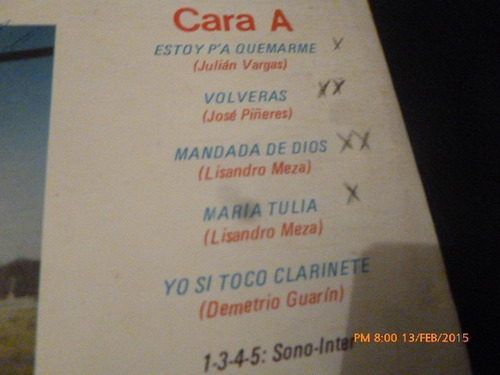 Cara A
ESTOY P'A QUEMARME X
(Julián Vargas)
VOLVERAS XX
(José Piñeres)
MANDADA DE DIOS XX
(Lisandro Meza)
MARIA TULIA X
(Lisandro Meza)
YO SI TOCO CLARINETE
(Demetrio Guarín)
1-3-4-5: Sono-Inter
PM 8:00 13/FEB/2015